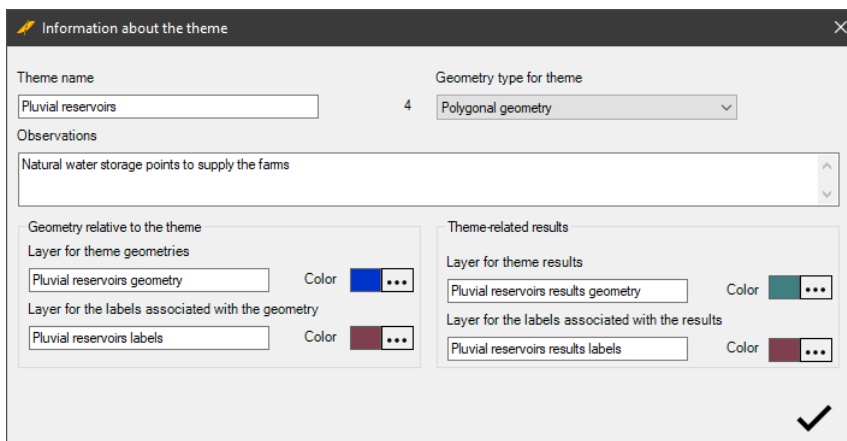 Information about the theme
Theme name
Geometry type for theme
Pluvial reservoirs
4
Polygonal geometry
Observations
Natural water storage points to supply the farms
Geometry relative to the theme
Layer for theme geometries
Pluvial reservoirs geometry
Color
...
Layer for the labels associated with the geometry
Pluvial reservoirs labels
Color
...
Theme-related results
Layer for theme results
Pluvial reservoirs results geometry
Color
...
Layer for the labels associated with the results
Pluvial reservoirs results labels
Color
...